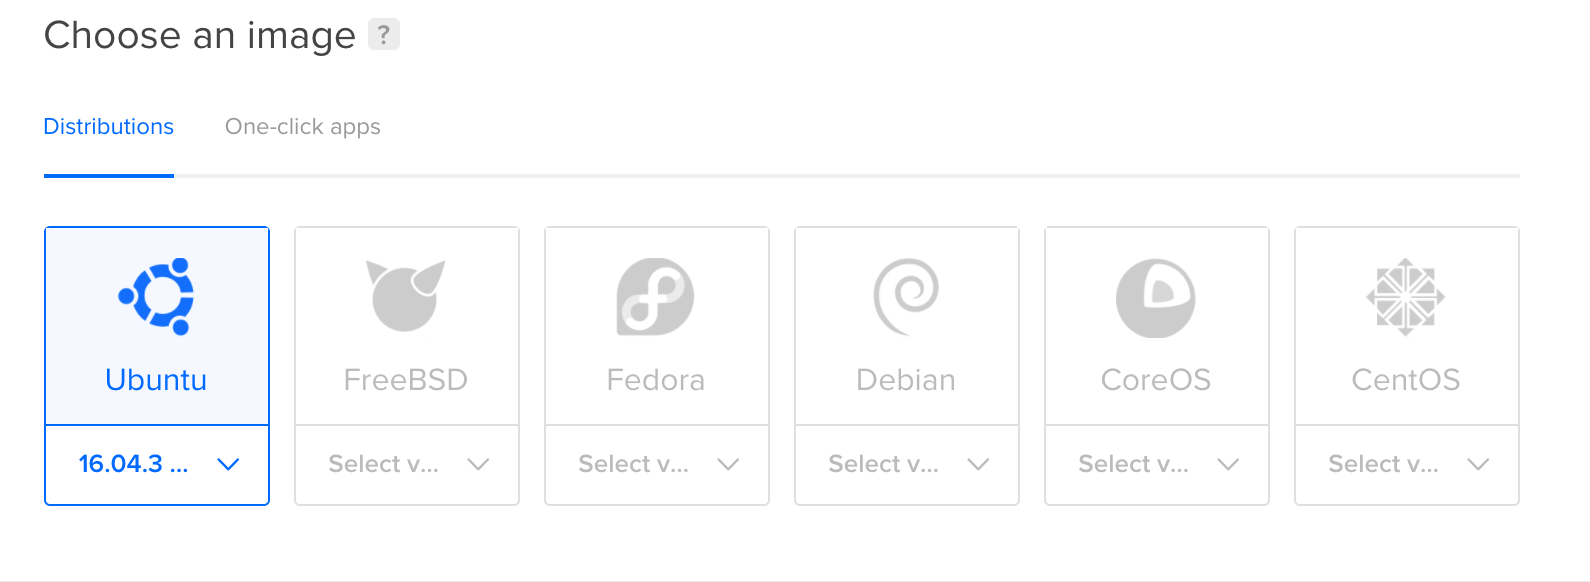 Choose an image ?
Distributions One-click apps
Ubuntu FreeBSD Fedora Debian CoreOS CentOS
16.04.3 ... Select v... Select v... Select v... Select v... Select v...